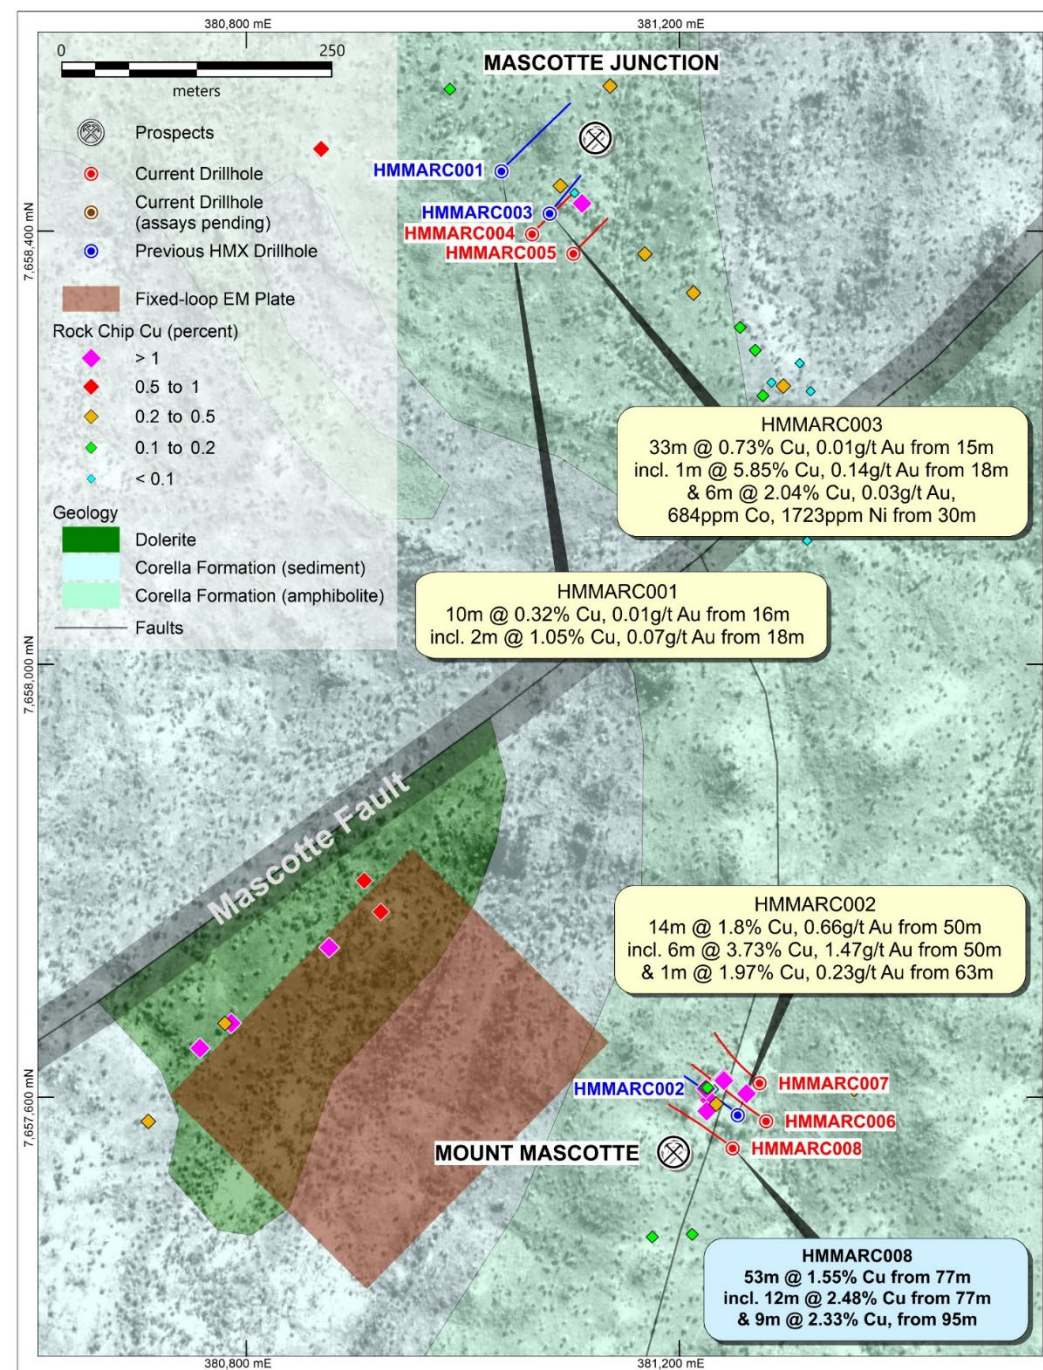 380,800 mE
381,200 mE
0
250
meters
Prospects
Current Drillhole
Current Drillhole
(assays pending)
Previous HMX Drillhole
Fixed-loop EM Plate
Rock Chip Cu (percent)
> 1
0.5 to 1
0.2 to 0.5
0.1 to 0.2
< 0.1
Geology
Dolerite
Corella Formation (sediment)
Corella Formation (amphibolite)
Faults
7,658,400 mN
7,658,000 mN
7,657,600 mN
MASCOTTE JUNCTION
HMMARC001
HMMARC003
HMMARC004
HMMARC005
HMMARC003
33m @ 0.73% Cu, 0.01g/t Au from 15m
incl. 1m @ 5.85% Cu, 0.14g/t Au from 18m
& 6m @ 2.04% Cu, 0.03g/t Au,
684ppm Co, 1723ppm Ni from 30m
HMMARC001
10m @ 0.32% Cu, 0.01g/t Au from 16m
incl. 2m @ 1.05% Cu, 0.07g/t Au from 18m
Mascotte Fault
HMMARC002
14m @ 1.8% Cu, 0.66g/t Au from 50m
incl. 6m @ 3.73% Cu, 1.47g/t Au from 50m
& 1m @ 1.97% Cu, 0.23g/t Au from 63m
HMMARC002
HMMARC007
HMMARC006
HMMARC008
MOUNT MASCOTTE
HMMARC008
53m @ 1.55% Cu from 77m
incl. 12m @ 2.48% Cu from 77m
& 9m @ 2.33% Cu, from 95m
380,800 mE
381,200 mE